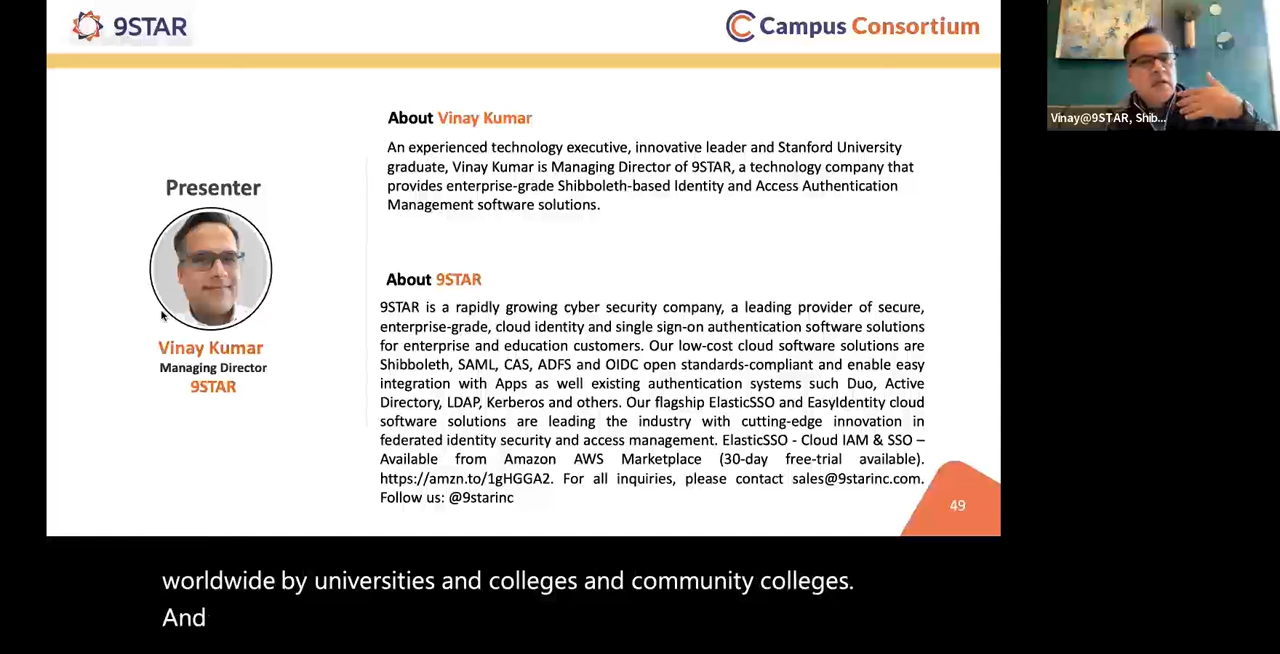 9STAR
Campus Consortium
Vinay@9STAR, Shib...
About Vinay Kumar
An experienced technology executive, innovative leader and Stanford University
graduate, Vinay Kumar is Managing Director of 9STAR, a technology company that
provides enterprise-grade Shibboleth-based Identity and Access Authentication
Management software solutions.
Presenter
Vinay Kumar
Managing Director
9STAR
About 9STAR
9STAR is a rapidly growing cyber security company, a leading provider of secure,
enterprise-grade, cloud identity and single sign-on authentication software solutions
for enterprise and education customers. Our low-cost cloud software solutions are
Shibboleth, SAML, CAS, ADFS and OIDC open standards-compliant and enable easy
integration with Apps as well existing authentication systems such Duo, Active
Directory, LDAP, Kerberos and others. Our flagship ElasticSSO and EasyIdentity cloud
software solutions are leading the industry with cutting-edge innovation in
federated identity security and access management. ElasticSSO - Cloud IAM & SSO –
Available from Amazon AWS Marketplace (30-day free-trial available).
https://amzn.to/1gHGGA2. For all inquiries, please contact sales@9starinc.com.
Follow us: @9starinc
49
worldwide by universities and colleges and community colleges.
And